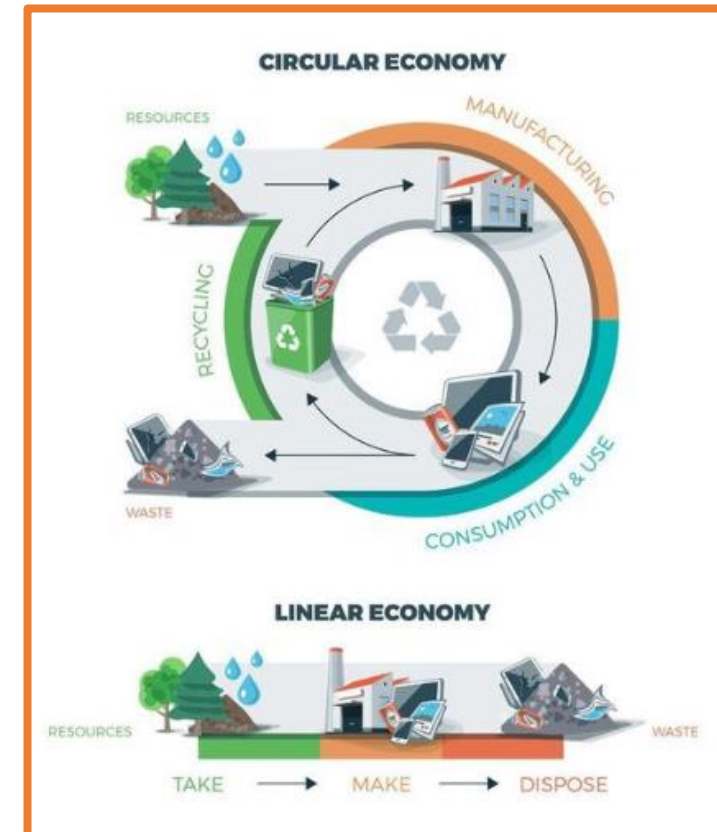 CIRCULAR ECONOMY
RESOURCES
MANUFACTURING
RECYCLING
CONSUMPTION & USE
WASTE
LINEAR ECONOMY
RESOURCES
WASTE
TAKE MAKE DISPOSE